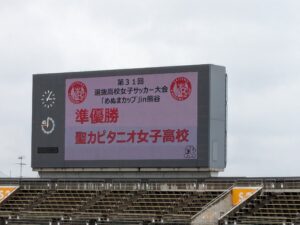 第31回
選抜高校女子サッカー大会
「めぬまカップ」in熊谷
準優勝
聖カピタニオ女子高校